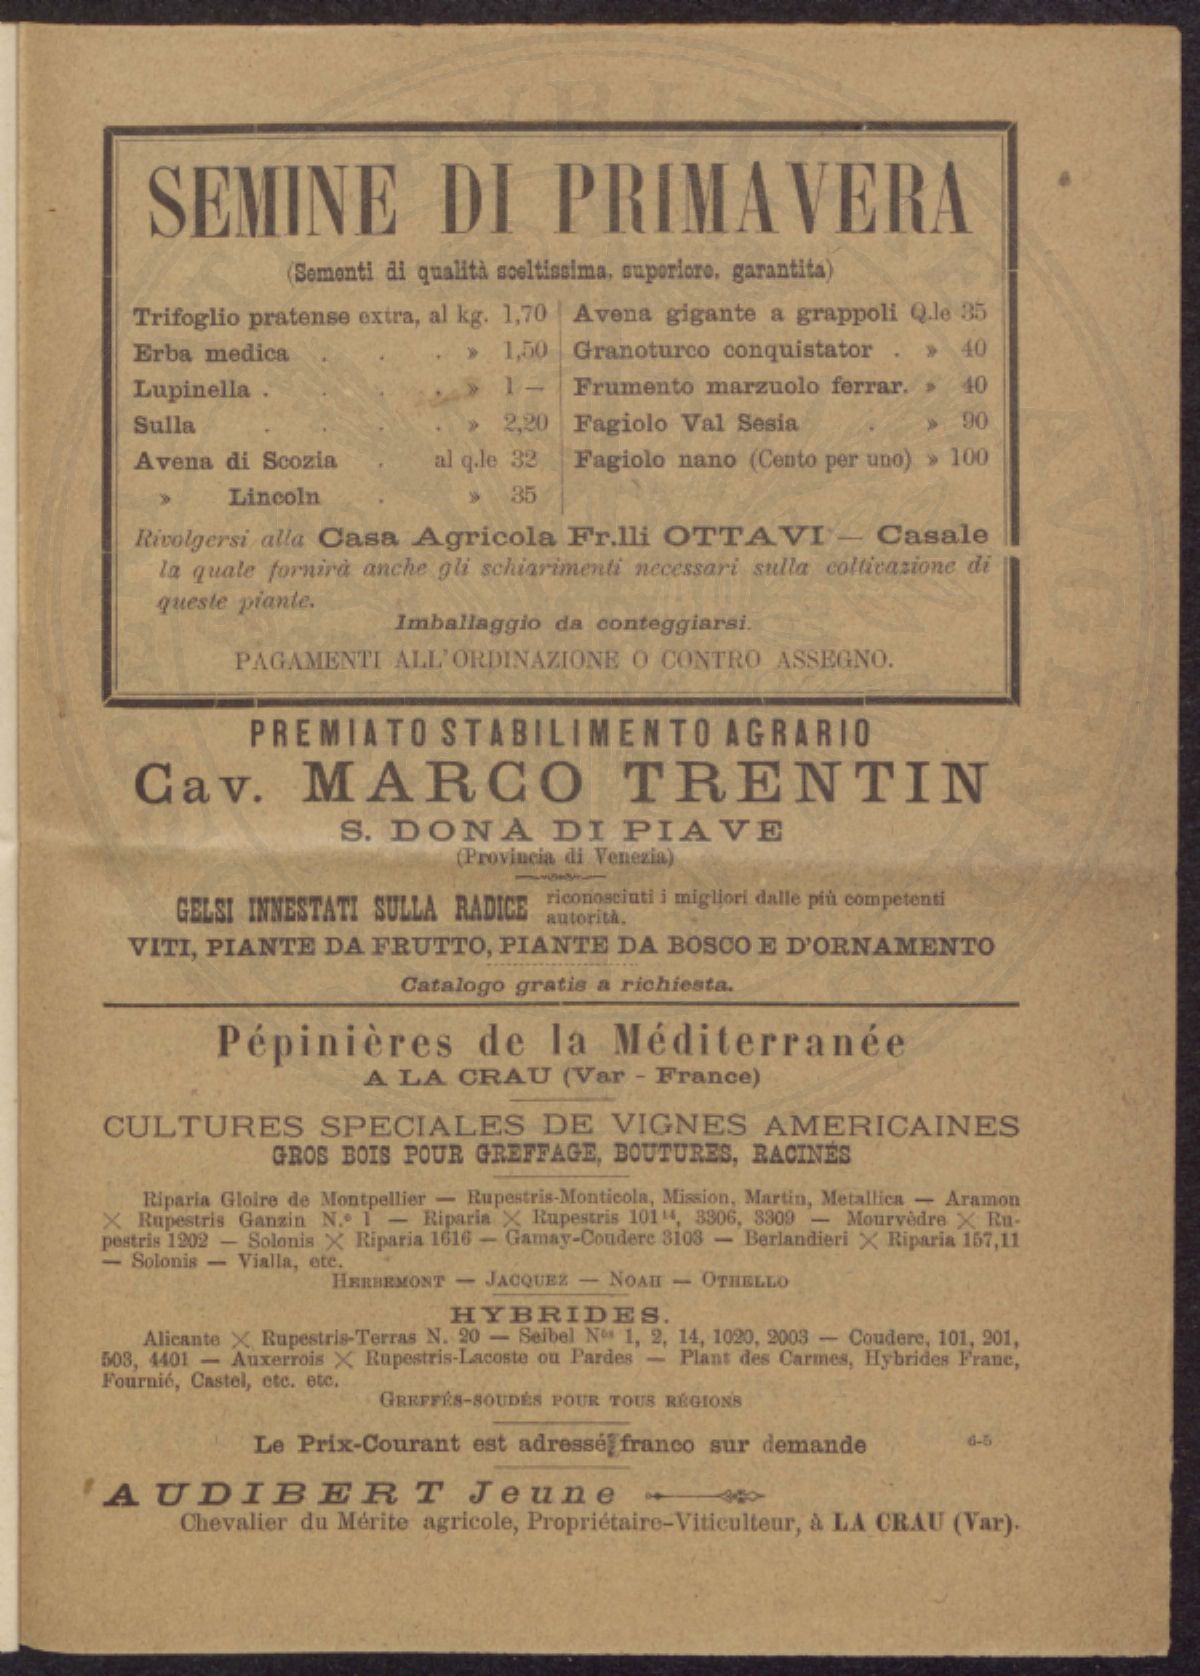 SEMINE DI PRIMAVERA
(Sementi di qualità sceltissima, superiore, garantita)
Trifoglio pratense extra, al kg. 1,70
Erba medica . . . » 1,50
Lupinella . . . . » 1 —
Sulla . . . . » 2,20
Avena di Scozia . al q.le 32
» Lincoln . » 35
Avena gigante a grappoli Q.le 35
Granoturco conquistator . » 40
Frumento marzuolo ferrar. » 40
Fagiolo Val Sesia . » 90
Fagiolo nano (Cento per uno) » 100
Rivolgersi alla Casa Agricola Fr.lli OTTAVI — Casale
la quale fornirà anche gli schiarimenti necessari sulla coltivazione di
queste piante.
Imballaggio da conteggiarsi.
PAGAMENTI ALL'ORDINAZIONE O CONTRO ASSEGNO.
PREMIATO STABILIMENTO AGRARIO
Cav. MARCO TRENTIN
S. DONÀ DI PIAVE
(Provincia di Venezia)
GELSI INNESTATI SULLA RADICE riconosciuti i migliori dalle più competenti
autorità.
VITI, PIANTE DA FRUTTO, PIANTE DA BOSCO E D'ORNAMENTO
Catalogo gratis a richiesta.
Pépinières de la Méditerranée
A LA CRAU (Var - France)
CULTURES SPECIALES DE VIGNES AMERICAINES
GROS BOIS POUR GREFFAGE, BOUTURES, RACINÉS
Riparia Gloire de Montpellier — Rupestris-Monticola, Mission, Martin, Metallica — Aramon
× Rupestris Ganzin N.º 1 — Riparia × Rupestris 101¹⁴, 3306, 3309 — Mourvèdre × Ru-
pestris 1202 — Solonis × Riparia 1616 — Gamay-Couderc 3103 — Berlandieri × Riparia 157,11
— Solonis — Vialla, etc.
HERBEMONT — JACQUEZ — NOAH — OTHELLO
HYBRIDES.
Alicante × Rupestris-Terras N. 20 — Seibel Nᵒˢ 1, 2, 14, 1020, 2003 — Couderc, 101, 201,
503, 4401 — Auxerrois × Rupestris-Lacoste ou Pardes — Plant des Carmes, Hybrides Franc,
Fournié, Castel, etc. etc.
GREFFÉS-SOUDÉS POUR TOUS RÉGIONS
Le Prix-Courant est adressé franco sur demande 6-5
AUDIBERT Jeune
Chevalier du Mérite agricole, Propriétaire-Viticulteur, à LA CRAU (Var).